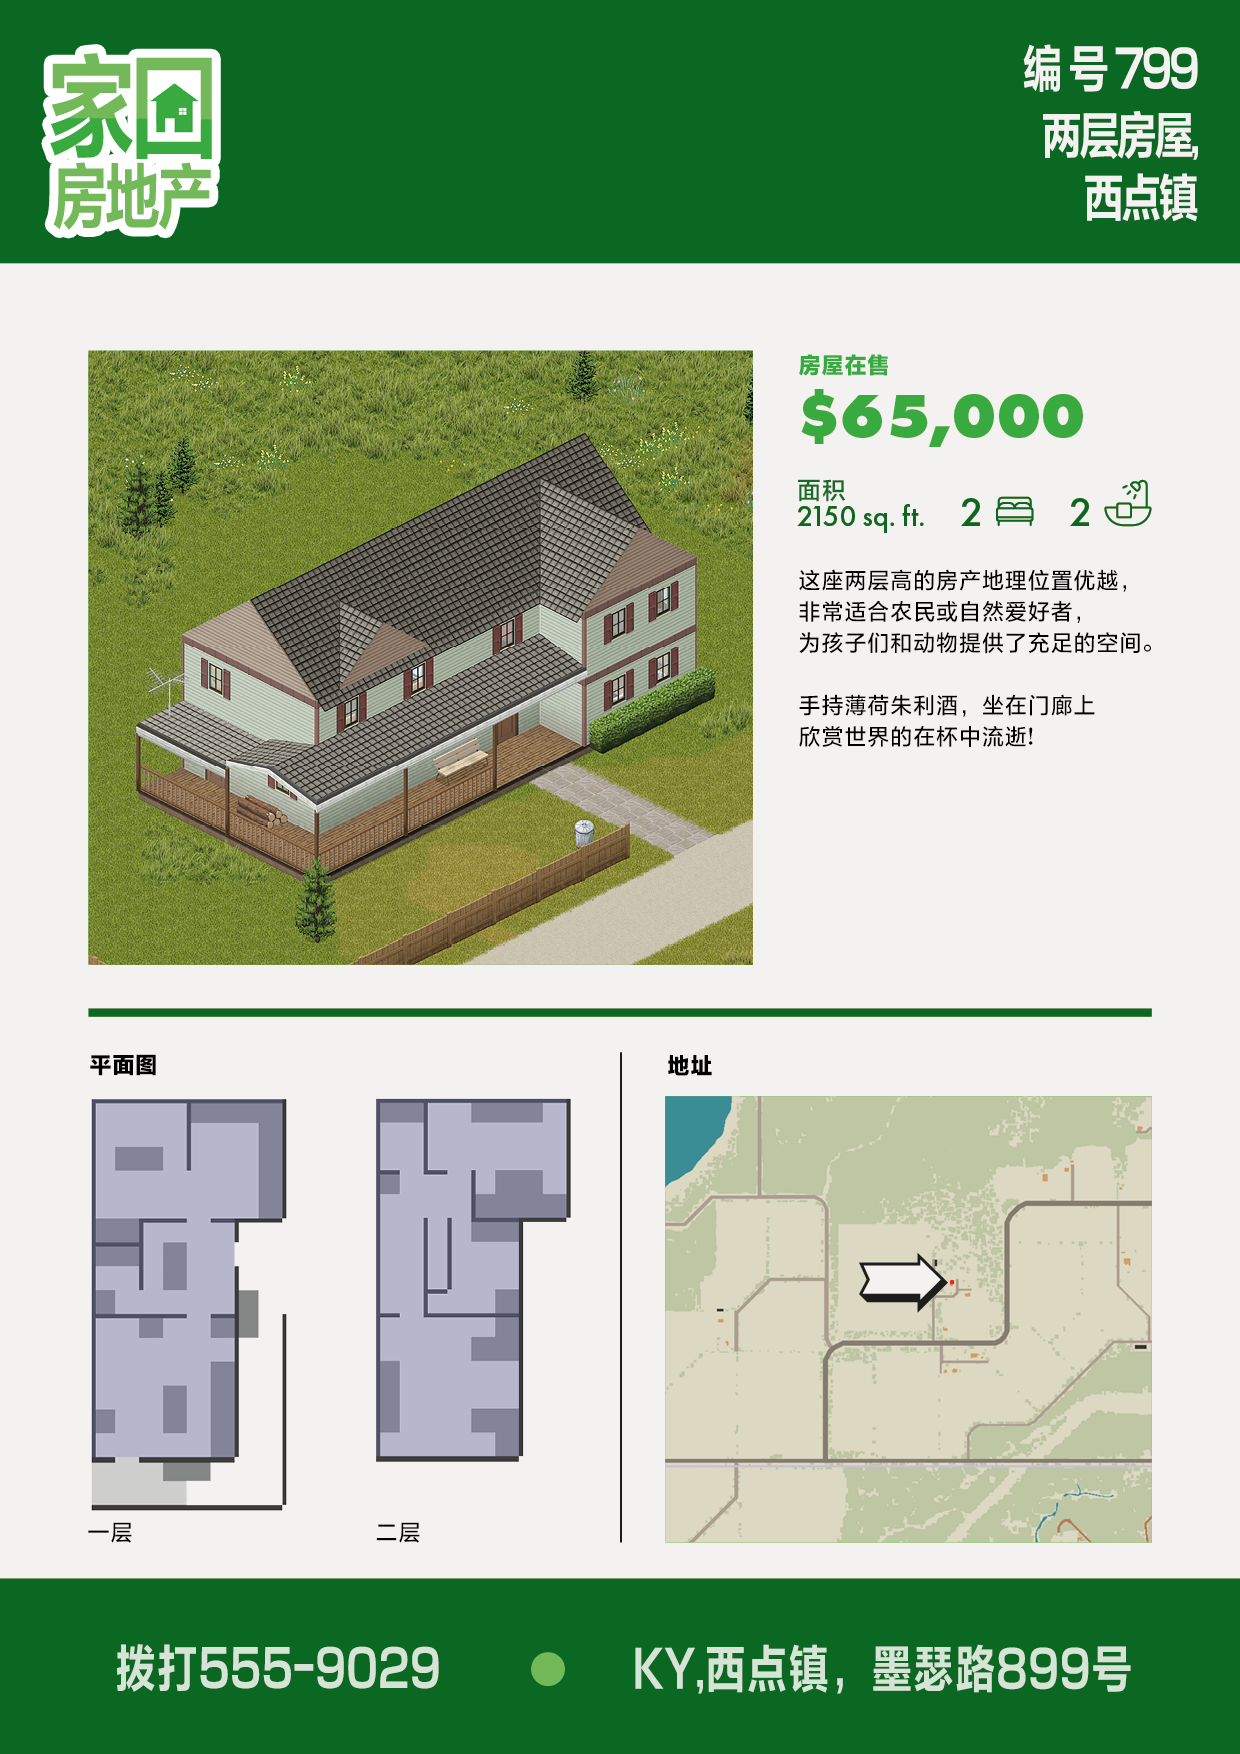 家园
房地产
编号799
两层房屋,
西点镇
房屋在售
$65,000
面积
2150 sq. ft.
2
2
这座两层高的房产地理位置优越，
非常适合农民或自然爱好者，
为孩子们和动物提供了充足的空间。
手持薄荷朱利酒，坐在门廊上
欣赏世界的在杯中流逝!
平面图
地址
一层
二层
拨打555-9029
KY,西点镇，墨瑟路899号